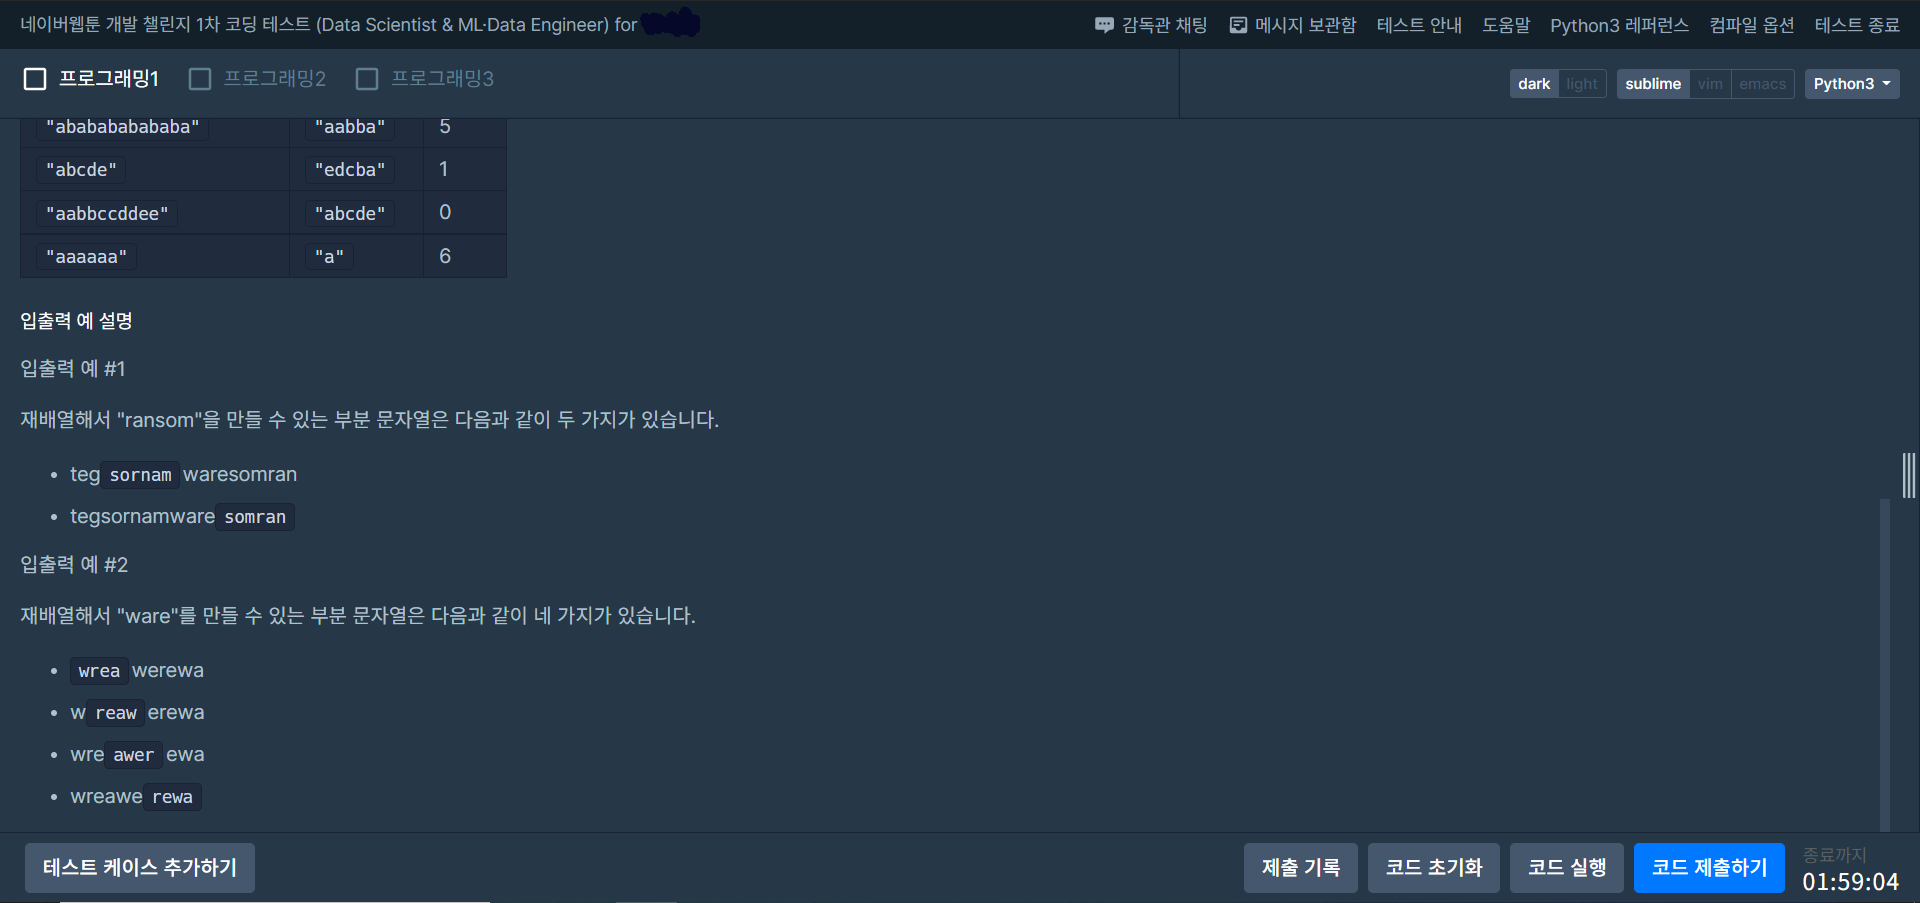 네이버웹툰 개발 챌린지 1차 코딩 테스트 (Data Scientist & ML·Data Engineer) for
감독관 채팅 메시지 보관함 테스트 안내 도움말 Python3 레퍼런스 컴파일 옵션 테스트 종료
프로그래밍1 프로그래밍2 프로그래밍3
dark light sublime vim emacs Python3
"ababababababa" "aabba" 5
"abcde" "edcba" 1
"aabbccddee" "abcde" 0
"aaaaaa" "a" 6
입출력 예 설명
입출력 예 #1
재배열해서 "ransom"을 만들 수 있는 부분 문자열은 다음과 같이 두 가지가 있습니다.
• teg sornam waresomran
• tegsornamware somran
입출력 예 #2
재배열해서 "ware"를 만들 수 있는 부분 문자열은 다음과 같이 네 가지가 있습니다.
• wrea werewa
• w reaw erewa
• wre awer ewa
• wreawe rewa
테스트 케이스 추가하기 제출 기록 코드 초기화 코드 실행 코드 제출하기
종료까지
01:59:04